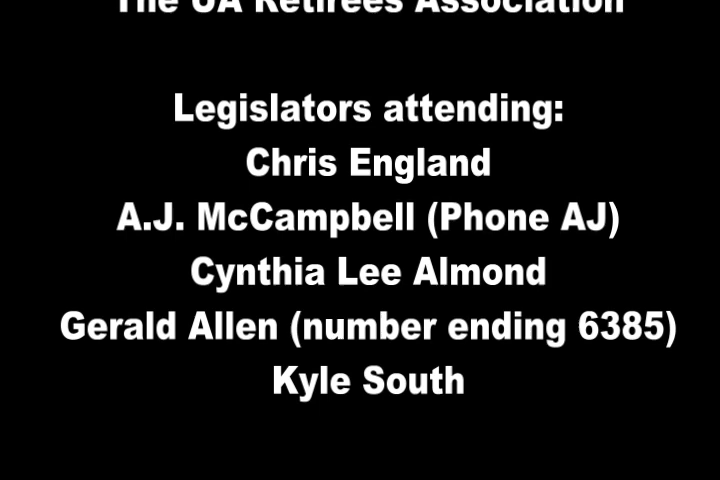 The UA Retirees Association
Legislators attending:
Chris England
A.J. McCampbell (Phone AJ)
Cynthia Lee Almond
Gerald Allen (number ending 6385)
Kyle South